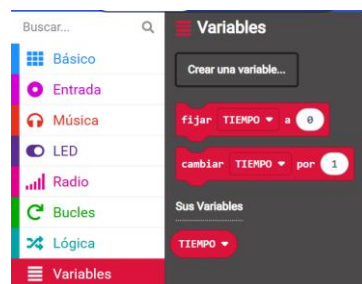 Buscar...
Básico
Entrada
Música
LED
Radio
Bucles
Lógica
Variables
Variables
Crear una variable...
fijar TIEMPO a 0
cambiar TIEMPO por 1
Sus Variables
TIEMPO